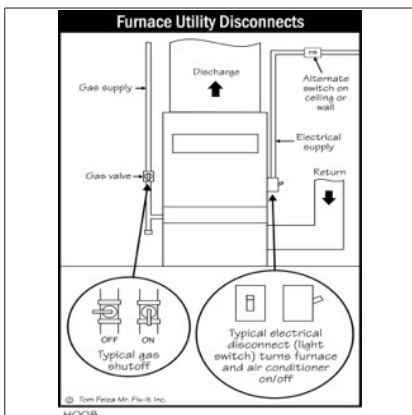 Furnace Utility Disconnects
Discharge
Gas supply
Alternate
switch on
ceiling or
wall
Electrical
supply
Gas valve
Return
OFF ON
Typical gas
shutoff
Typical electrical
disconnect (light
switch) turns furnace
and air conditioner
on/off
© Tom Feiza Mr. Fix-It Inc.